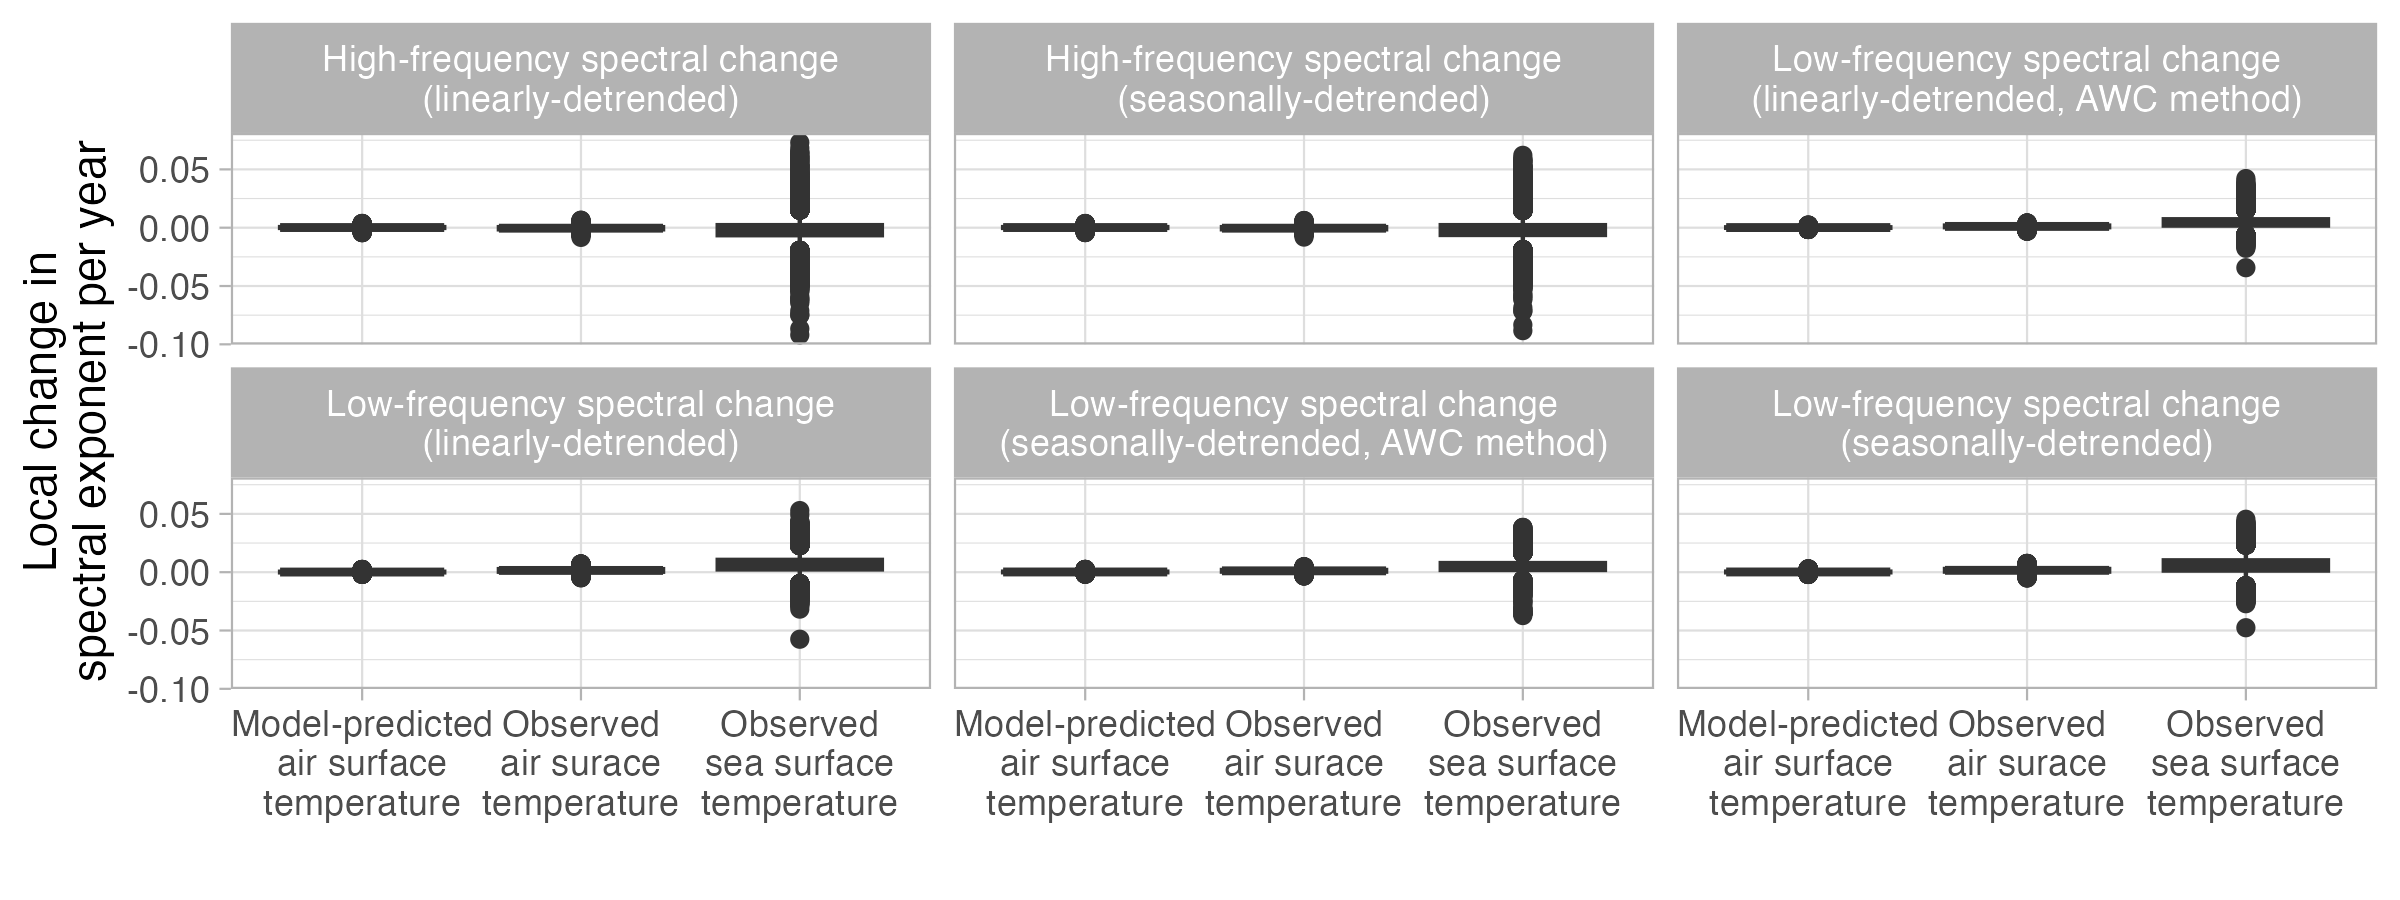 High-frequency spectral change
(linearly-detrended)
High-frequency spectral change
(seasonally-detrended)
Low-frequency spectral change
(linearly-detrended, AWC method)
0.05
0.00
-0.05
-0.10
Low-frequency spectral change
(linearly-detrended)
Low-frequency spectral change
(seasonally-detrended, AWC method)
Low-frequency spectral change
(seasonally-detrended)
0.05
0.00
-0.05
-0.10
Local change in
spectral exponent per year
Model-predicted
air surface
temperature
Observed
air surace
temperature
Observed
sea surface
temperature
Model-predicted
air surface
temperature
Observed
air surace
temperature
Observed
sea surface
temperature
Model-predicted
air surface
temperature
Observed
air surace
temperature
Observed
sea surface
temperature